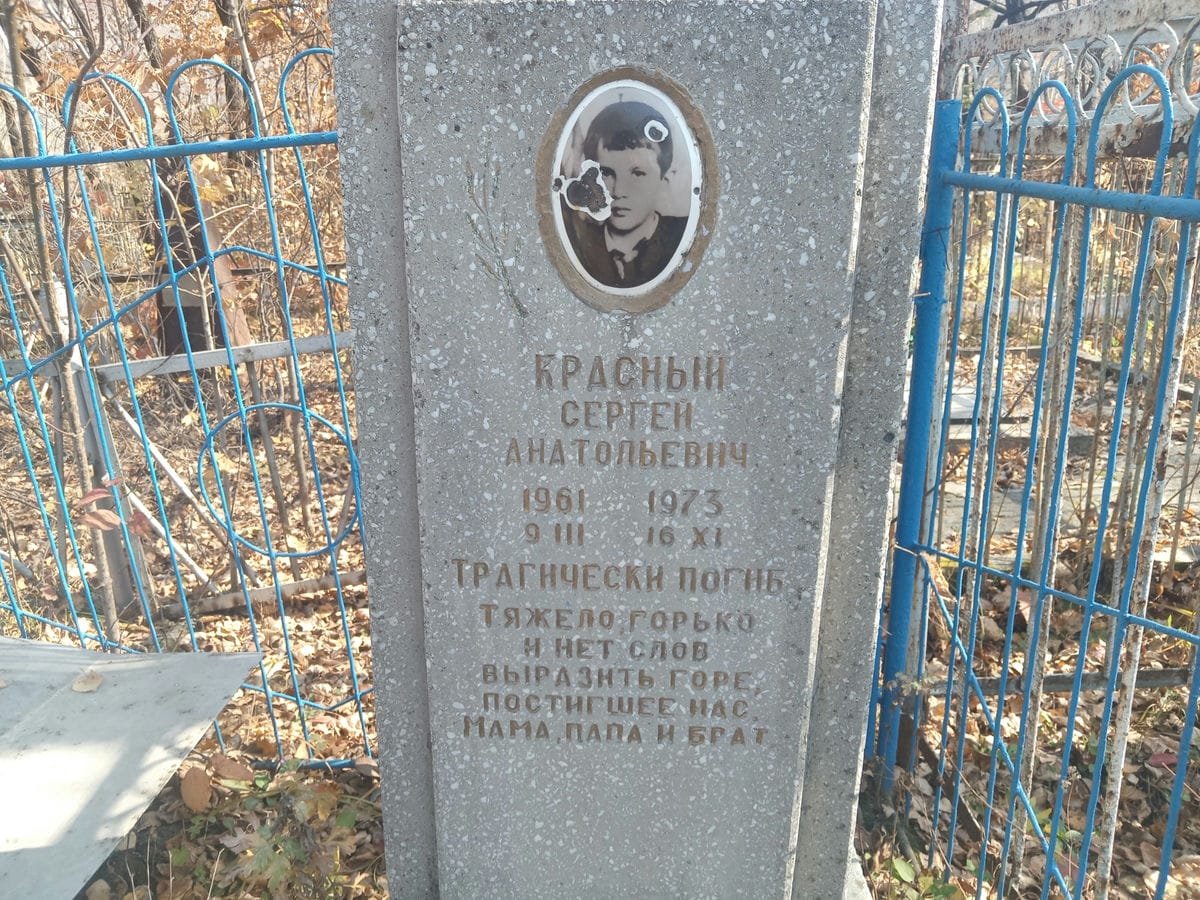 КРАСНЫЙ
СЕРГЕЙ
АНАТОЛЬЕВИЧ
1961 1973
9 III 16 XI
ТРАГИЧЕСКИ ПОГИБ
ТЯЖЕЛО, ГОРЬКО
И НЕТ СЛОВ
ВЫРАЗИТЬ ГОРЕ,
ПОСТИГШЕЕ НАС.
МАМА, ПАПА И БРАТ